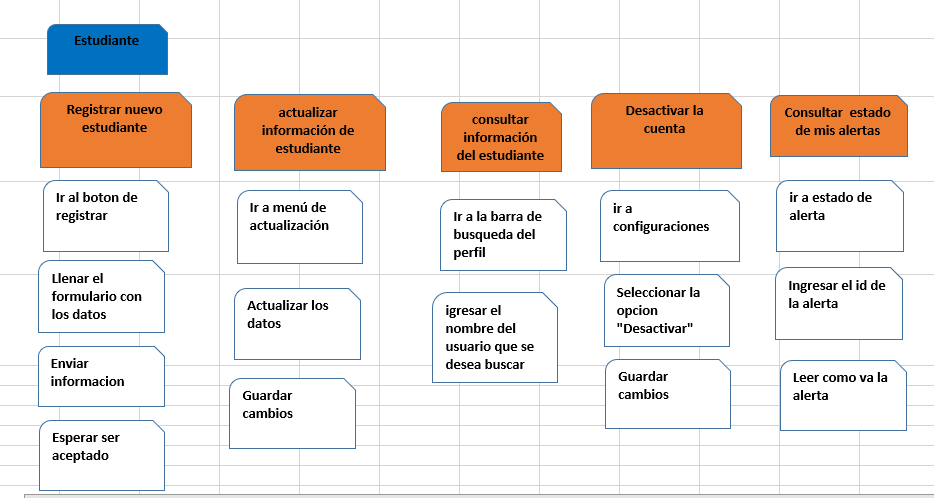 Estudiante
Registrar nuevo
estudiante
Ir al boton de
registrar
Llenar el
formulario con
los datos
Enviar
informacion
Esperar ser
aceptado
actualizar
información de
estudiante
Ir a menú de
actualización
Actualizar los
datos
Guardar
cambios
consultar
información
del estudiante
Ir a la barra de
busqueda del
perfil
igresar el
nombre del
usuario que se
desea buscar
Desactivar la
cuenta
ir a
configuraciones
Seleccionar la
opcion
"Desactivar"
Guardar
cambios
Consultar estado
de mis alertas
ir a estado de
alerta
Ingresar el id de
la alerta
Leer como va la
alerta